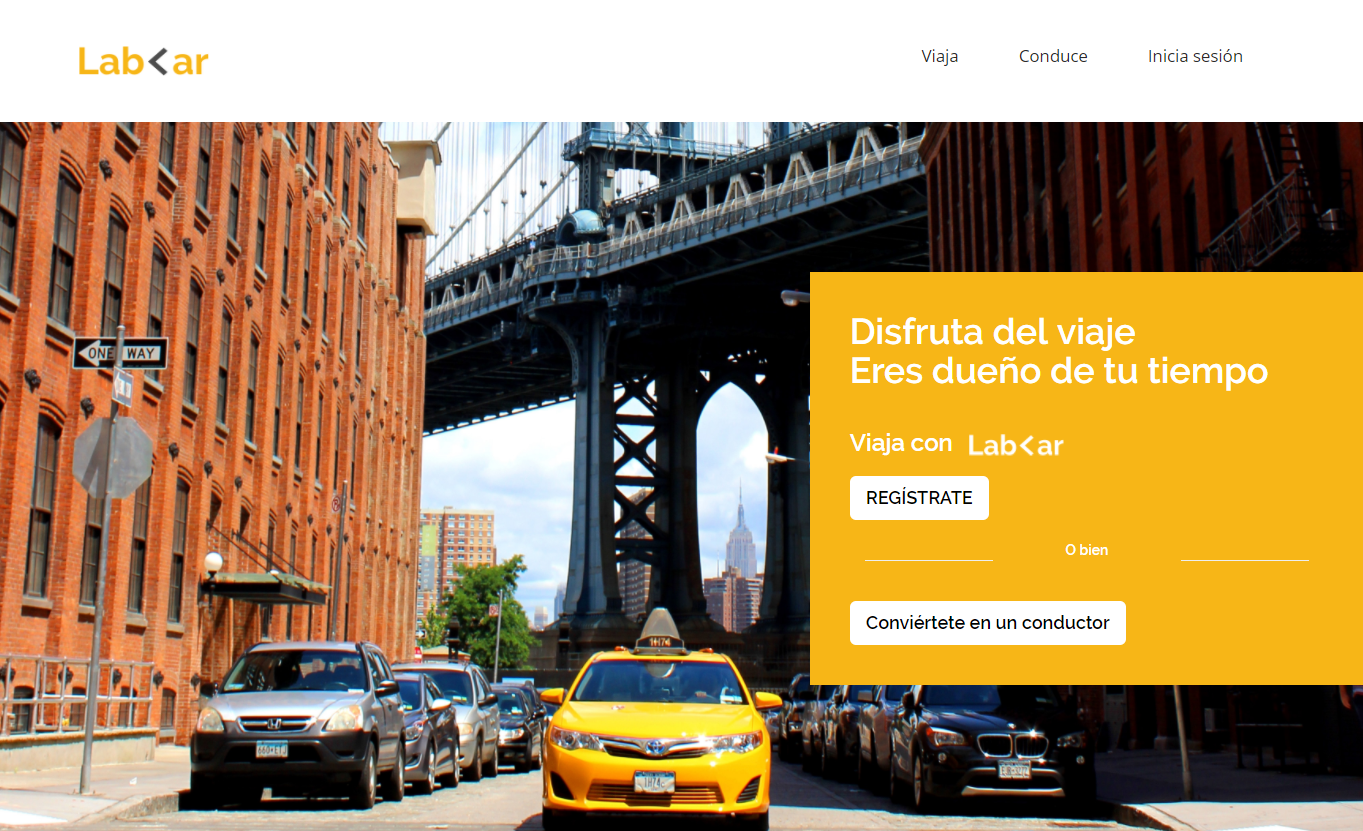 Lab<ar
Viaja
Conduce
Inicia sesión
ONE WAY
Disfruta del viaje
Eres dueño de tu tiempo
Viaja con Lab<ar
REGÍSTRATE
O bien
Conviértete en un conductor
1H74